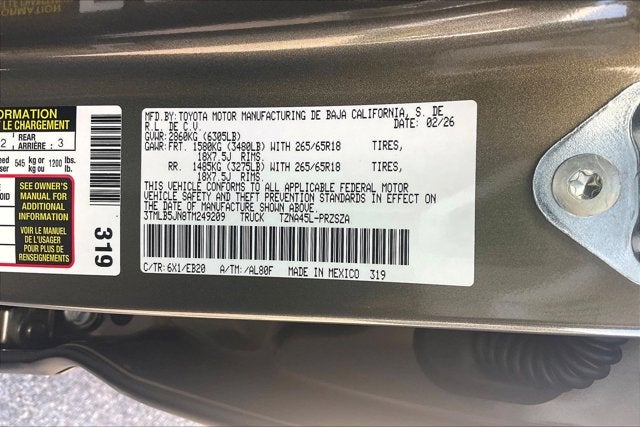 ORMATION
LE CHARGEMENT
2 REAR ARRIÈRE : 3
545 kg or kg ou 1200 lbs. lb.
SEE OWNER'S
MANUAL FOR
ADDITIONAL
INFORMATION
VOIR LE MANUEL
DE L'USAGER
POUR PLUS DE
RENSEIGNEMENTS
319
MFD.BY:TOYOTA MOTOR MANUFACTURING DE BAJA CALIFORNIA, S. DE
R.L. DE C.V. DATE: 02/26
GVWR: 2860KG (6305LB)
GAWR:FRT. 1580KG (3480LB) WITH 265/65R18 TIRES,
18X7.5J RIMS.
RR. 1485KG (3275LB) WITH 265/65R18 TIRES,
18X7.5J RIMS.
THIS VEHICLE CONFORMS TO ALL APPLICABLE FEDERAL MOTOR
VEHICLE SAFETY AND THEFT PREVENTION STANDARDS IN EFFECT ON
THE DATE OF MANUFACTURE SHOWN ABOVE.
3TMLB5JN8TM249209 TRUCK TZNA45L-PRZSZA
C/TR: 6X1/EB20 A/TM: /AL80F MADE IN MEXICO 319